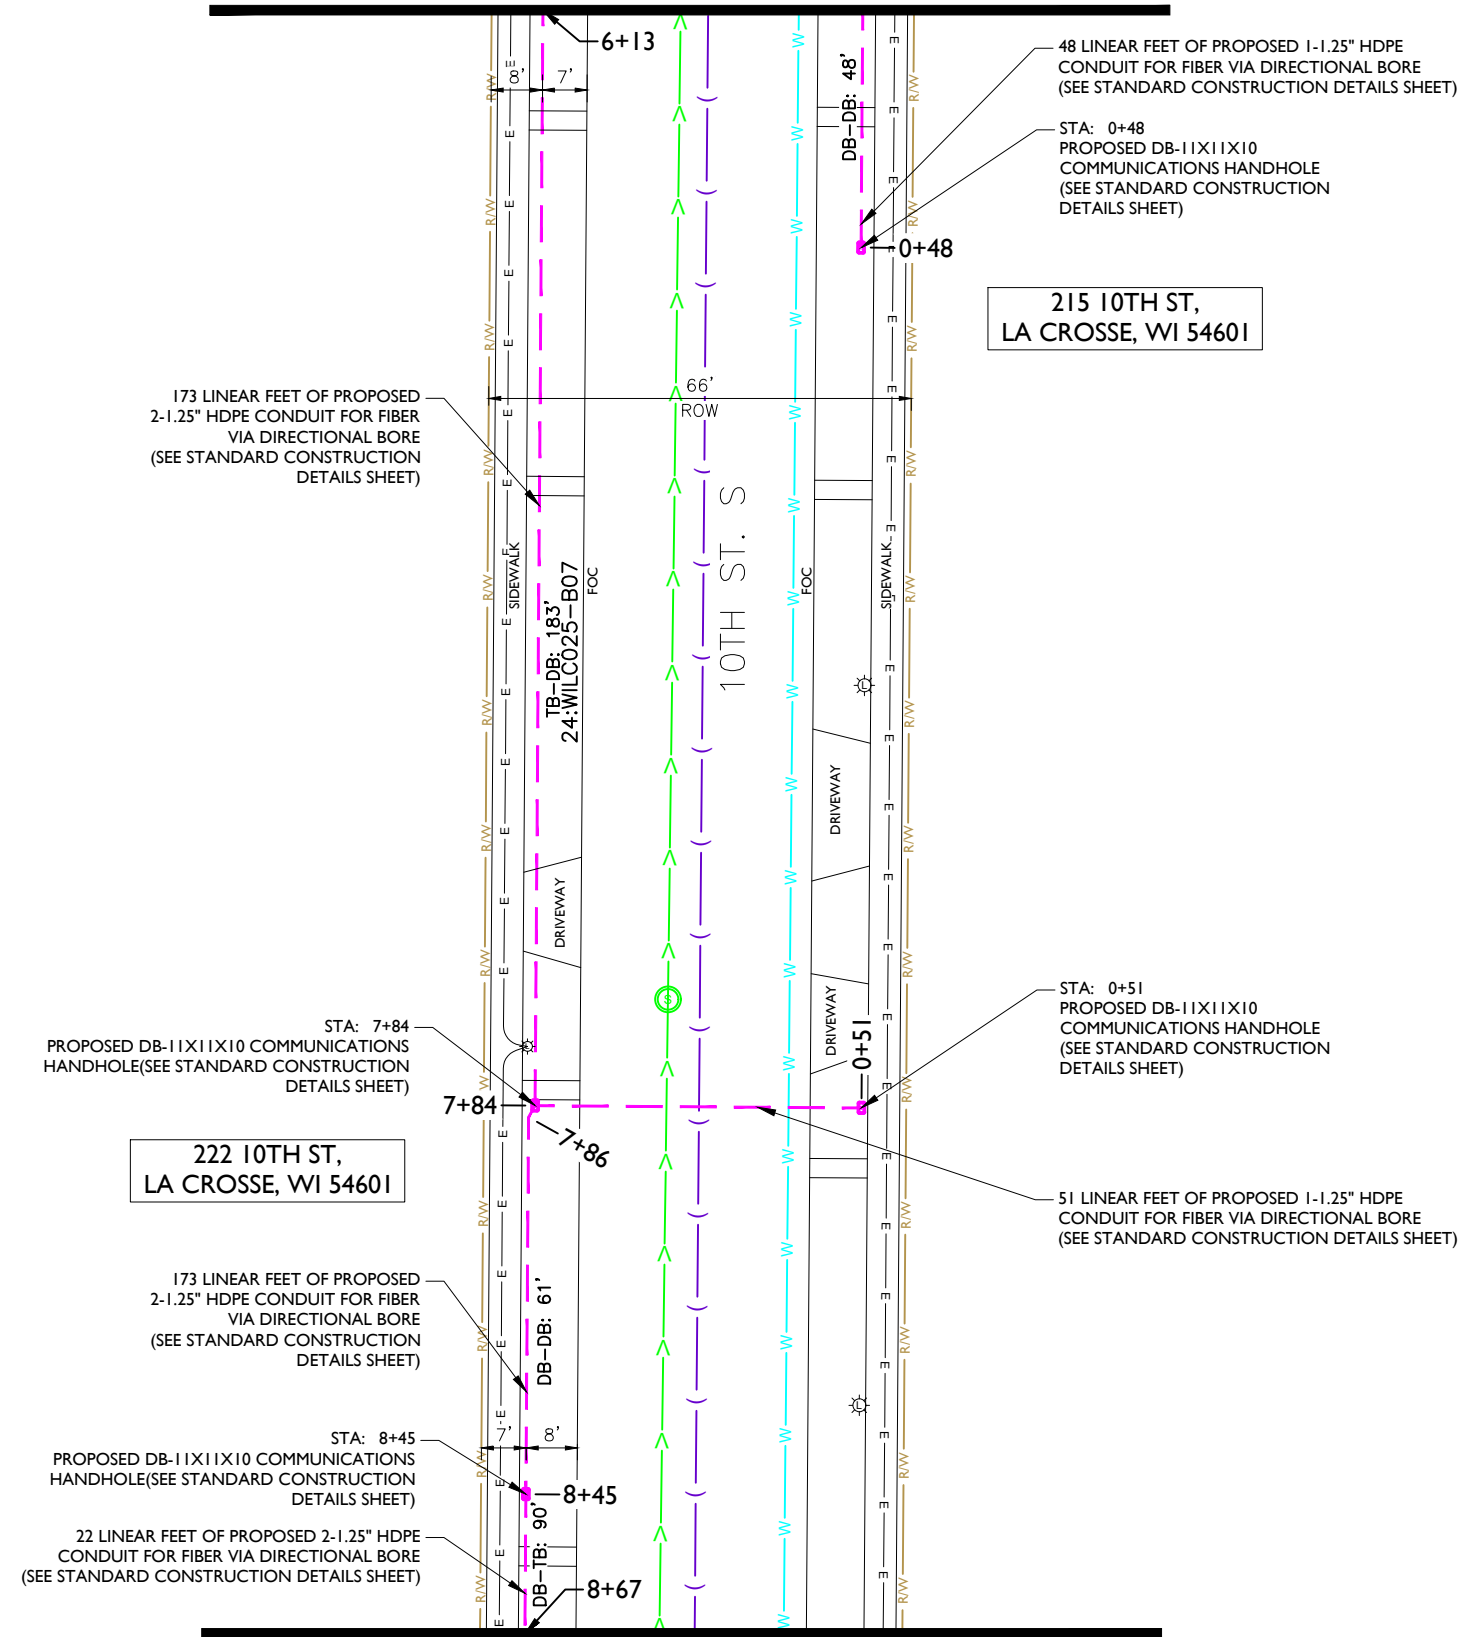 6+13
8'
7'
DB-DB: 48'
48 LINEAR FEET OF PROPOSED 1-1.25" HDPE
CONDUIT FOR FIBER VIA DIRECTIONAL BORE
(SEE STANDARD CONSTRUCTION DETAILS SHEET)
STA: 0+48
PROPOSED DB-11X11X10
COMMUNICATIONS HANDHOLE
(SEE STANDARD CONSTRUCTION
DETAILS SHEET)
0+48
215 10TH ST,
LA CROSSE, WI 54601
66'
ROW
173 LINEAR FEET OF PROPOSED
2-1.25" HDPE CONDUIT FOR FIBER
VIA DIRECTIONAL BORE
(SEE STANDARD CONSTRUCTION
DETAILS SHEET)
SIDEWALK
TB-DB: 183'
24:WILC025-B07
FOC
10TH ST. S
FOC
SIDEWALK
DRIVEWAY
DRIVEWAY
DRIVEWAY
S
L
L
L
STA: 7+84
PROPOSED DB-11X11X10 COMMUNICATIONS
HANDHOLE(SEE STANDARD CONSTRUCTION
DETAILS SHEET)
7+84
7+86
0+51
STA: 0+51
PROPOSED DB-11X11X10
COMMUNICATIONS HANDHOLE
(SEE STANDARD CONSTRUCTION
DETAILS SHEET)
222 10TH ST,
LA CROSSE, WI 54601
51 LINEAR FEET OF PROPOSED 1-1.25" HDPE
CONDUIT FOR FIBER VIA DIRECTIONAL BORE
(SEE STANDARD CONSTRUCTION DETAILS SHEET)
173 LINEAR FEET OF PROPOSED
2-1.25" HDPE CONDUIT FOR FIBER
VIA DIRECTIONAL BORE
(SEE STANDARD CONSTRUCTION
DETAILS SHEET)
DB-DB: 61'
7'
8'
STA: 8+45
PROPOSED DB-11X11X10 COMMUNICATIONS
HANDHOLE(SEE STANDARD CONSTRUCTION
DETAILS SHEET)
8+45
DB-TB: 90'
22 LINEAR FEET OF PROPOSED 2-1.25" HDPE
CONDUIT FOR FIBER VIA DIRECTIONAL BORE
(SEE STANDARD CONSTRUCTION DETAILS SHEET)
8+67
R/W
E
W